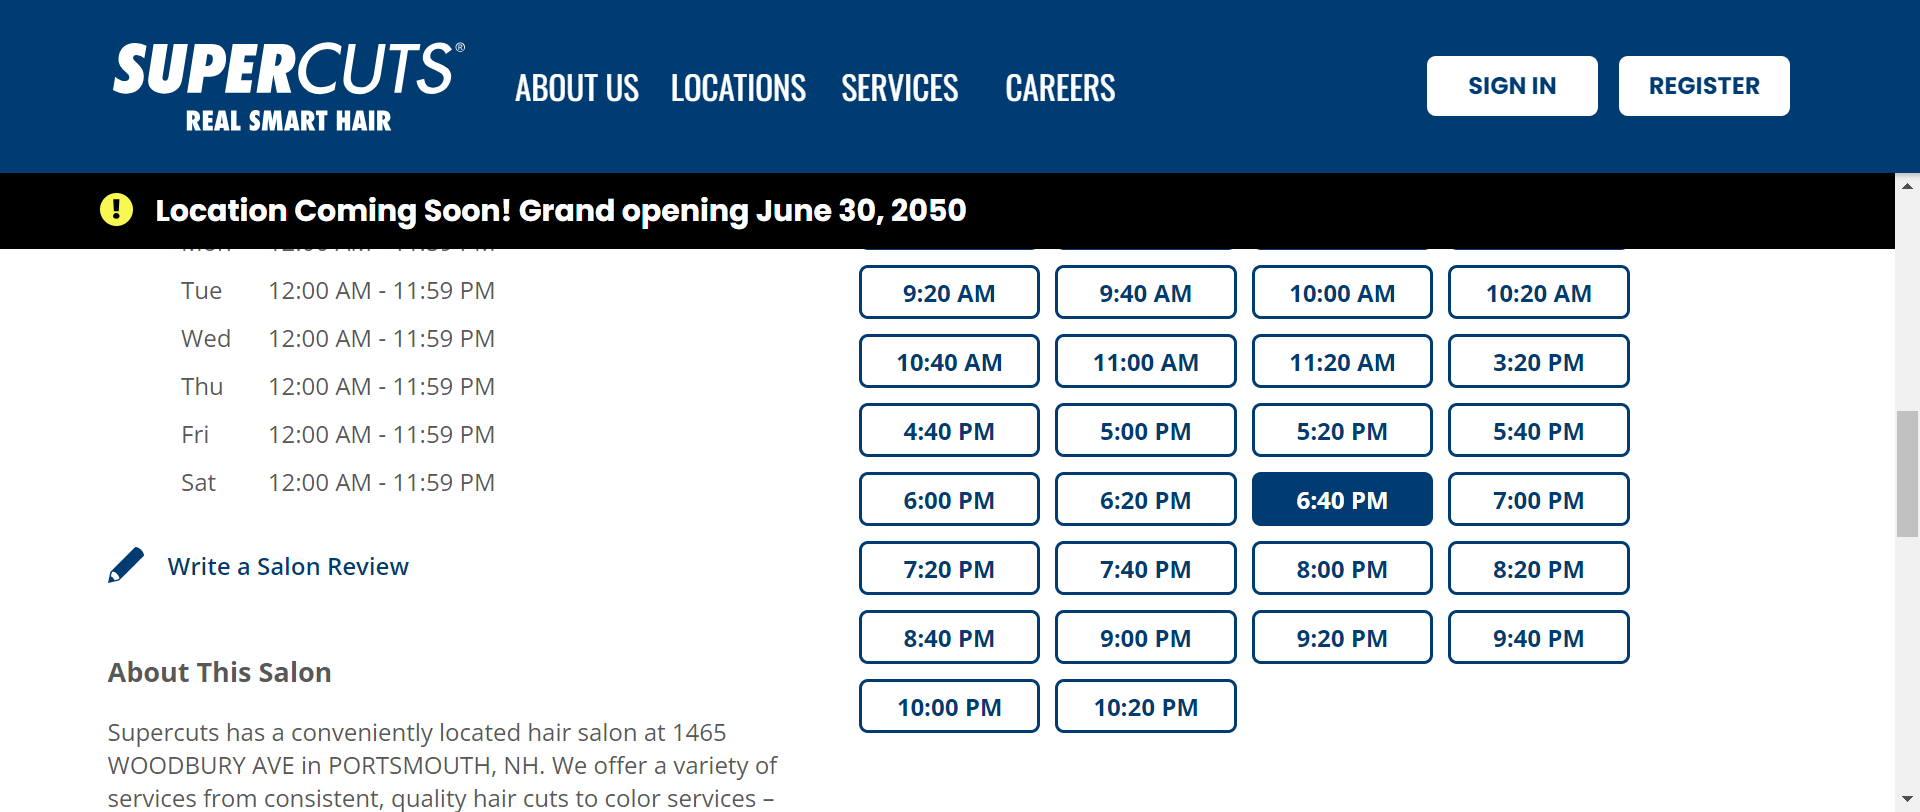 SUPERCUTS®
REAL SMART HAIR
ABOUT US LOCATIONS SERVICES CAREERS
SIGN IN REGISTER
Location Coming Soon! Grand opening June 30, 2050
Mon 12:00 AM - 11:59 PM
Tue 12:00 AM - 11:59 PM
Wed 12:00 AM - 11:59 PM
Thu 12:00 AM - 11:59 PM
Fri 12:00 AM - 11:59 PM
Sat 12:00 AM - 11:59 PM
Write a Salon Review
About This Salon
Supercuts has a conveniently located hair salon at 1465
WOODBURY AVE in PORTSMOUTH, NH. We offer a variety of
services from consistent, quality hair cuts to color services –
9:20 AM 9:40 AM 10:00 AM 10:20 AM
10:40 AM 11:00 AM 11:20 AM 3:20 PM
4:40 PM 5:00 PM 5:20 PM 5:40 PM
6:00 PM 6:20 PM 6:40 PM 7:00 PM
7:20 PM 7:40 PM 8:00 PM 8:20 PM
8:40 PM 9:00 PM 9:20 PM 9:40 PM
10:00 PM 10:20 PM